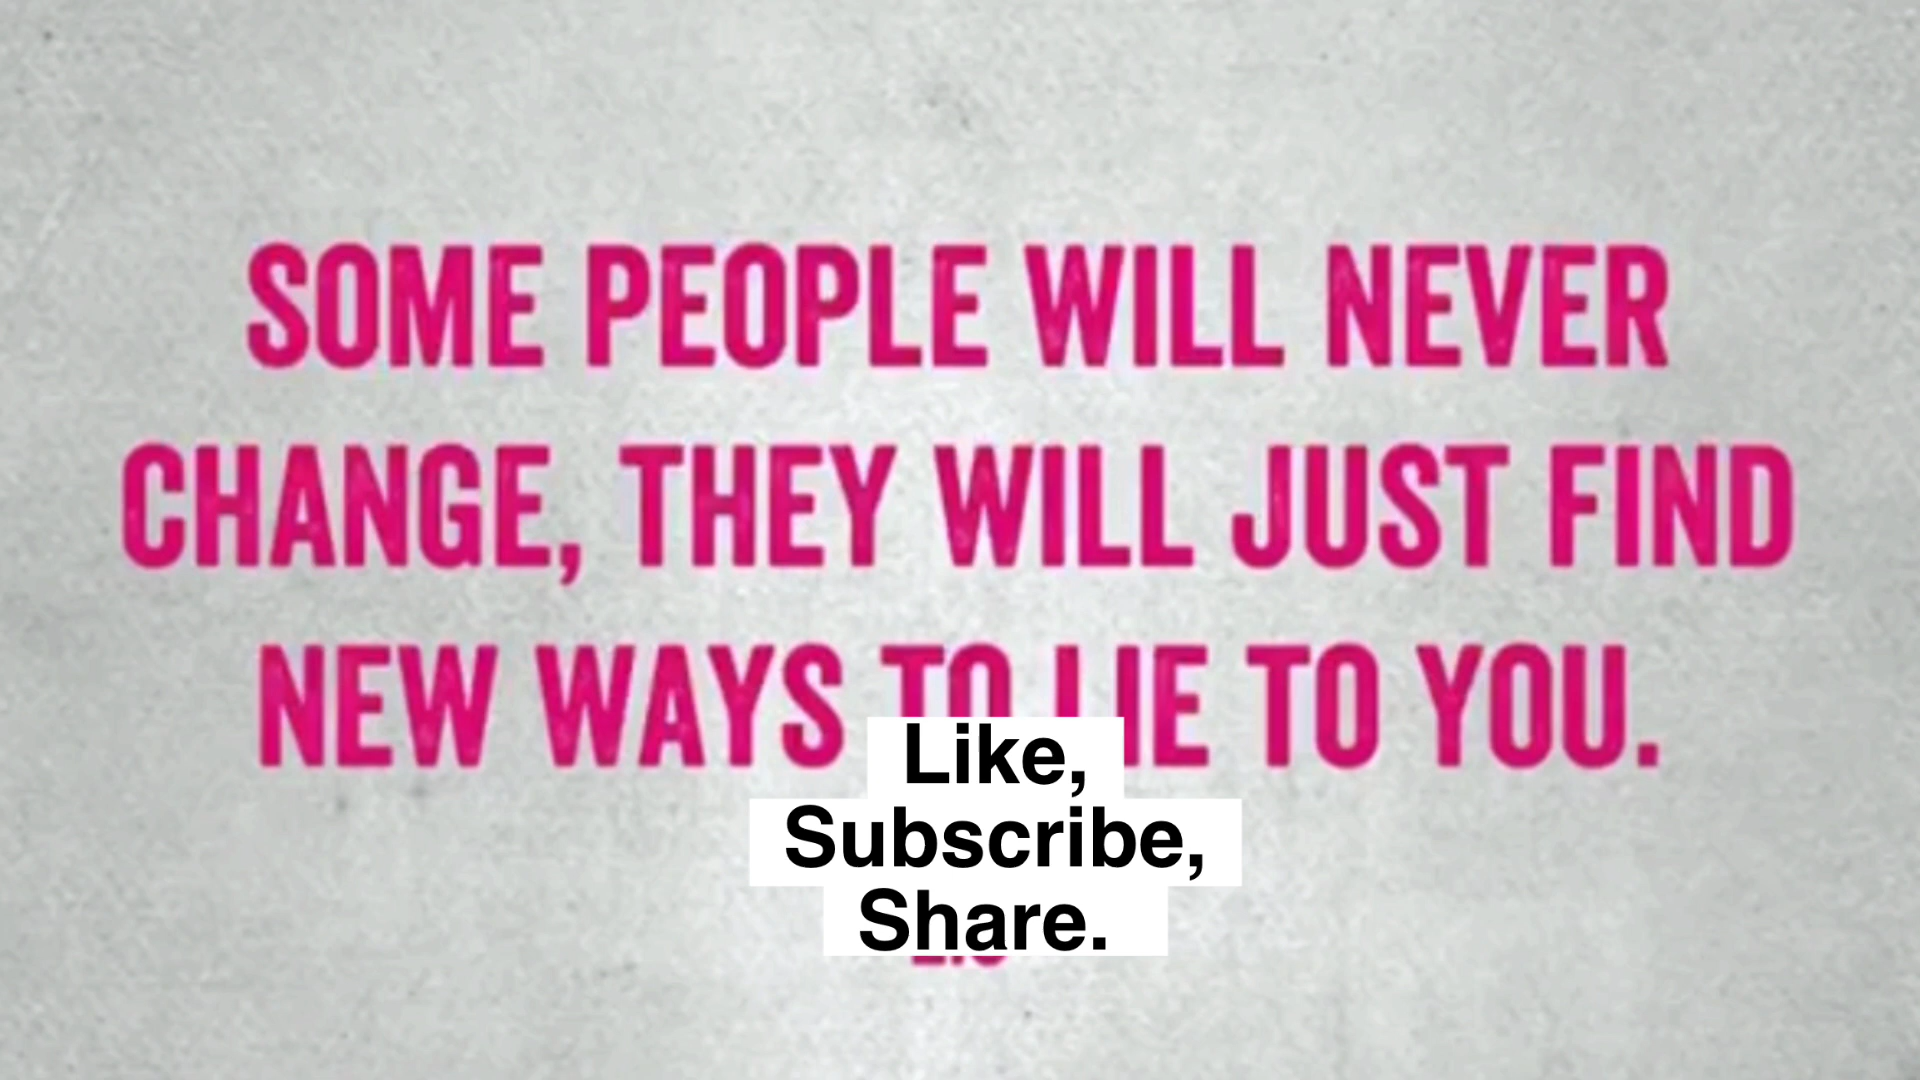 SOME PEOPLE WILL NEVER
CHANGE, THEY WILL JUST FIND
NEW WAYS TO LIE TO YOU.
Like,
Subscribe,
Share.